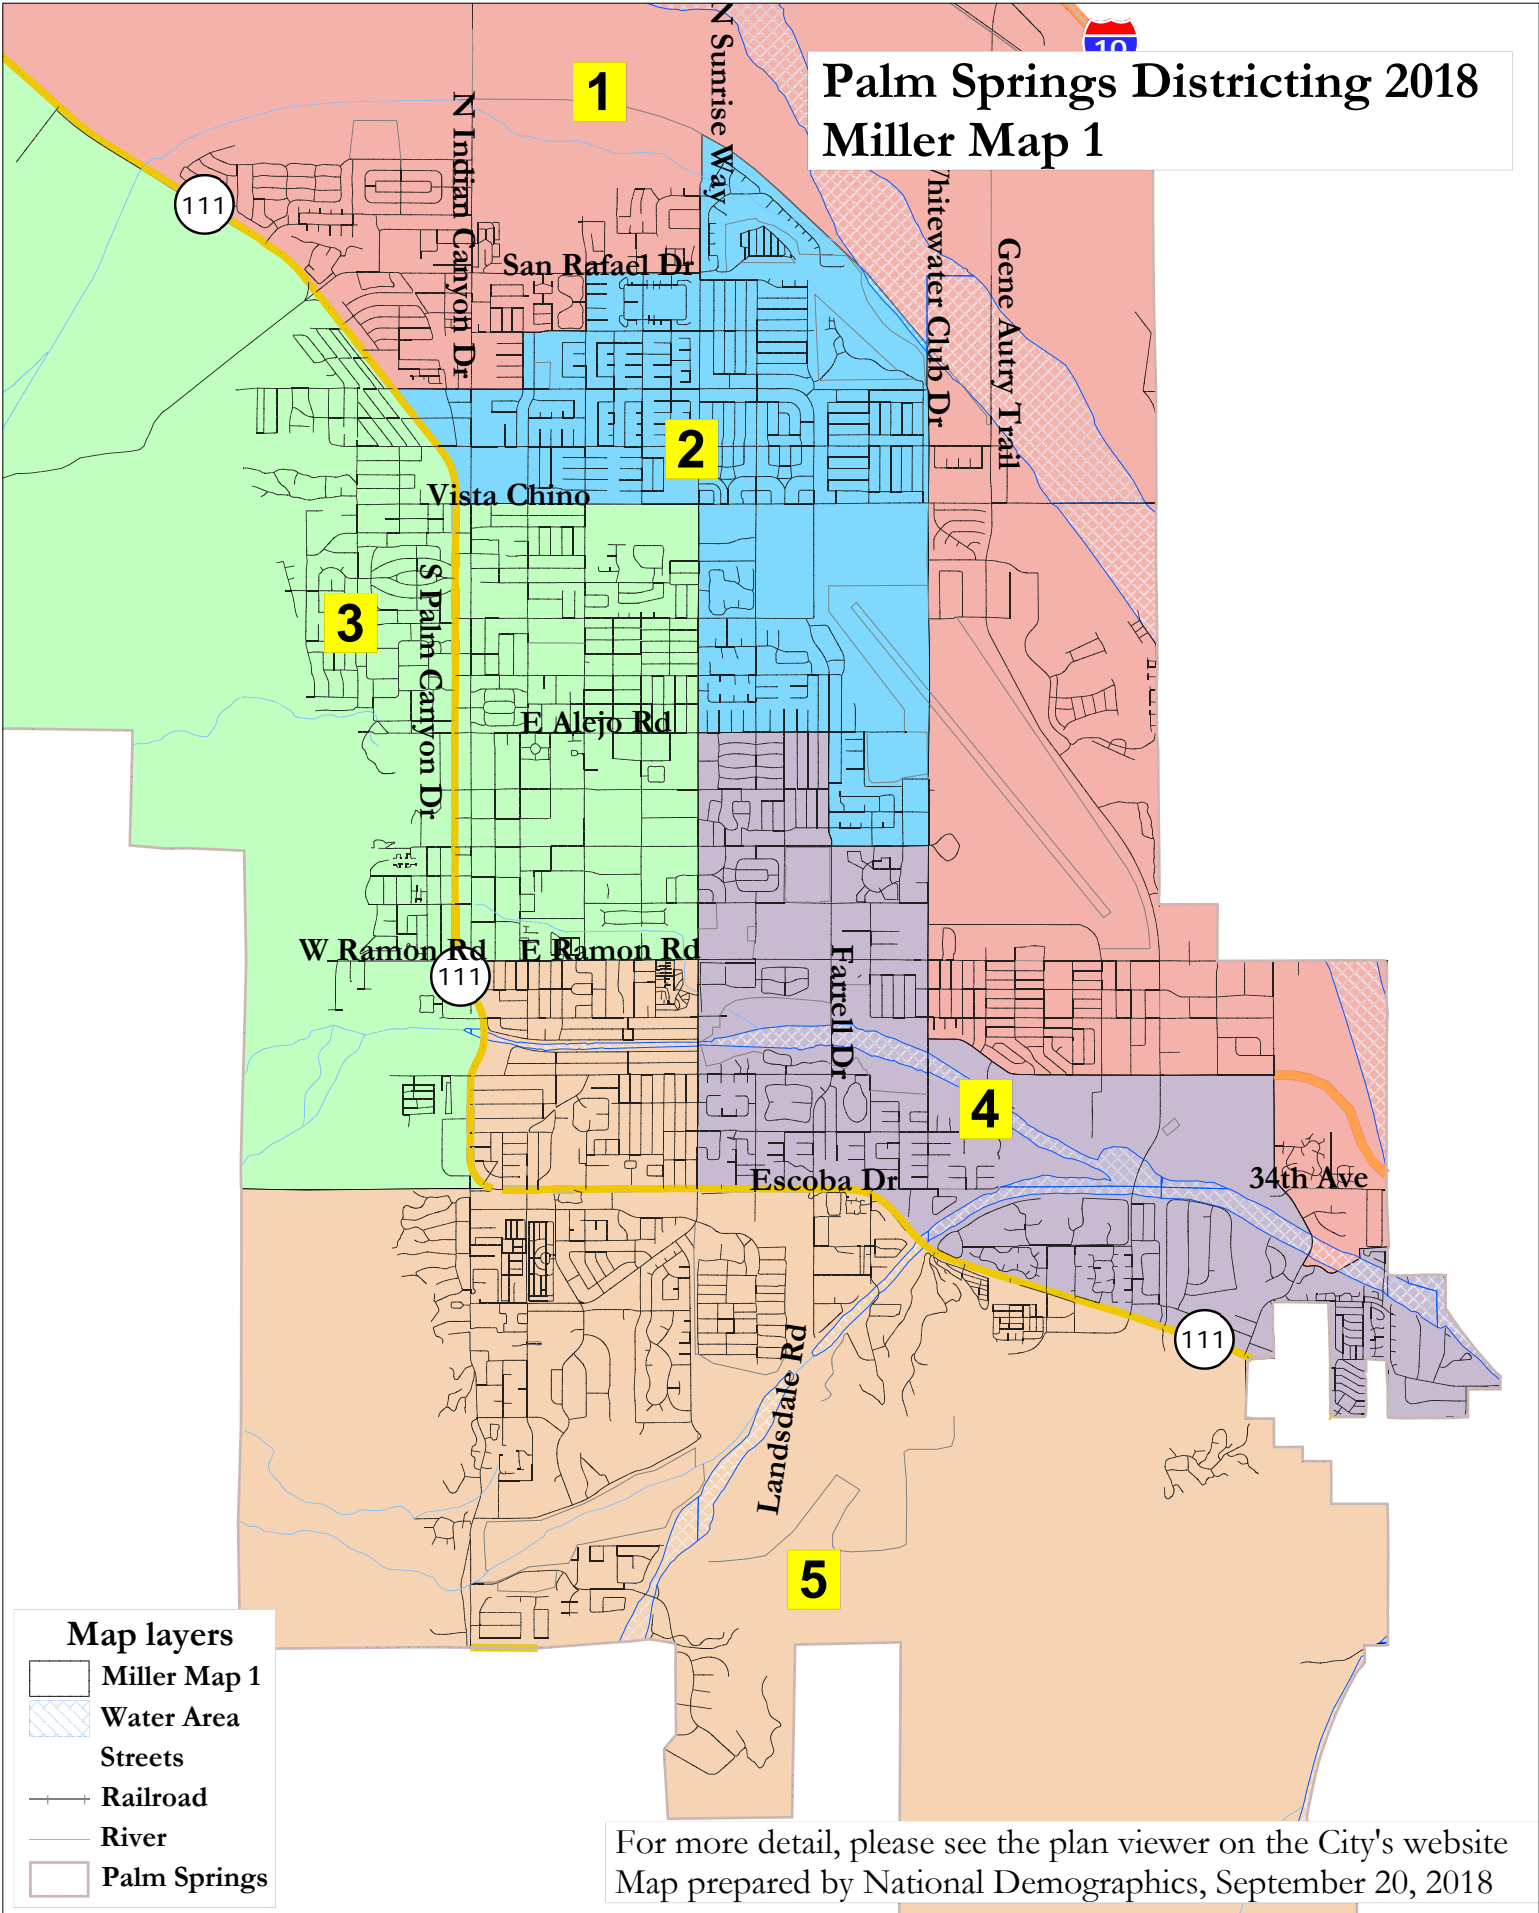 10
Palm Springs Districting 2018
Miller Map 1
N Sunrise Way
1
N Indian Canyon Dr
111
Whitewater Club Dr
Gene Autry Trail
San Rafael Dr
2
Vista Chino
3
S Palm Canyon Dr
E Alejo Rd
W Ramon Rd
E Ramon Rd
111
Farrell Dr
4
Escoba Dr
34th Ave
111
Landsdale Rd
5
Map layers
Miller Map 1
Water Area
Streets
Railroad
River
Palm Springs
For more detail, please see the plan viewer on the City's website
Map prepared by National Demographics, September 20, 2018